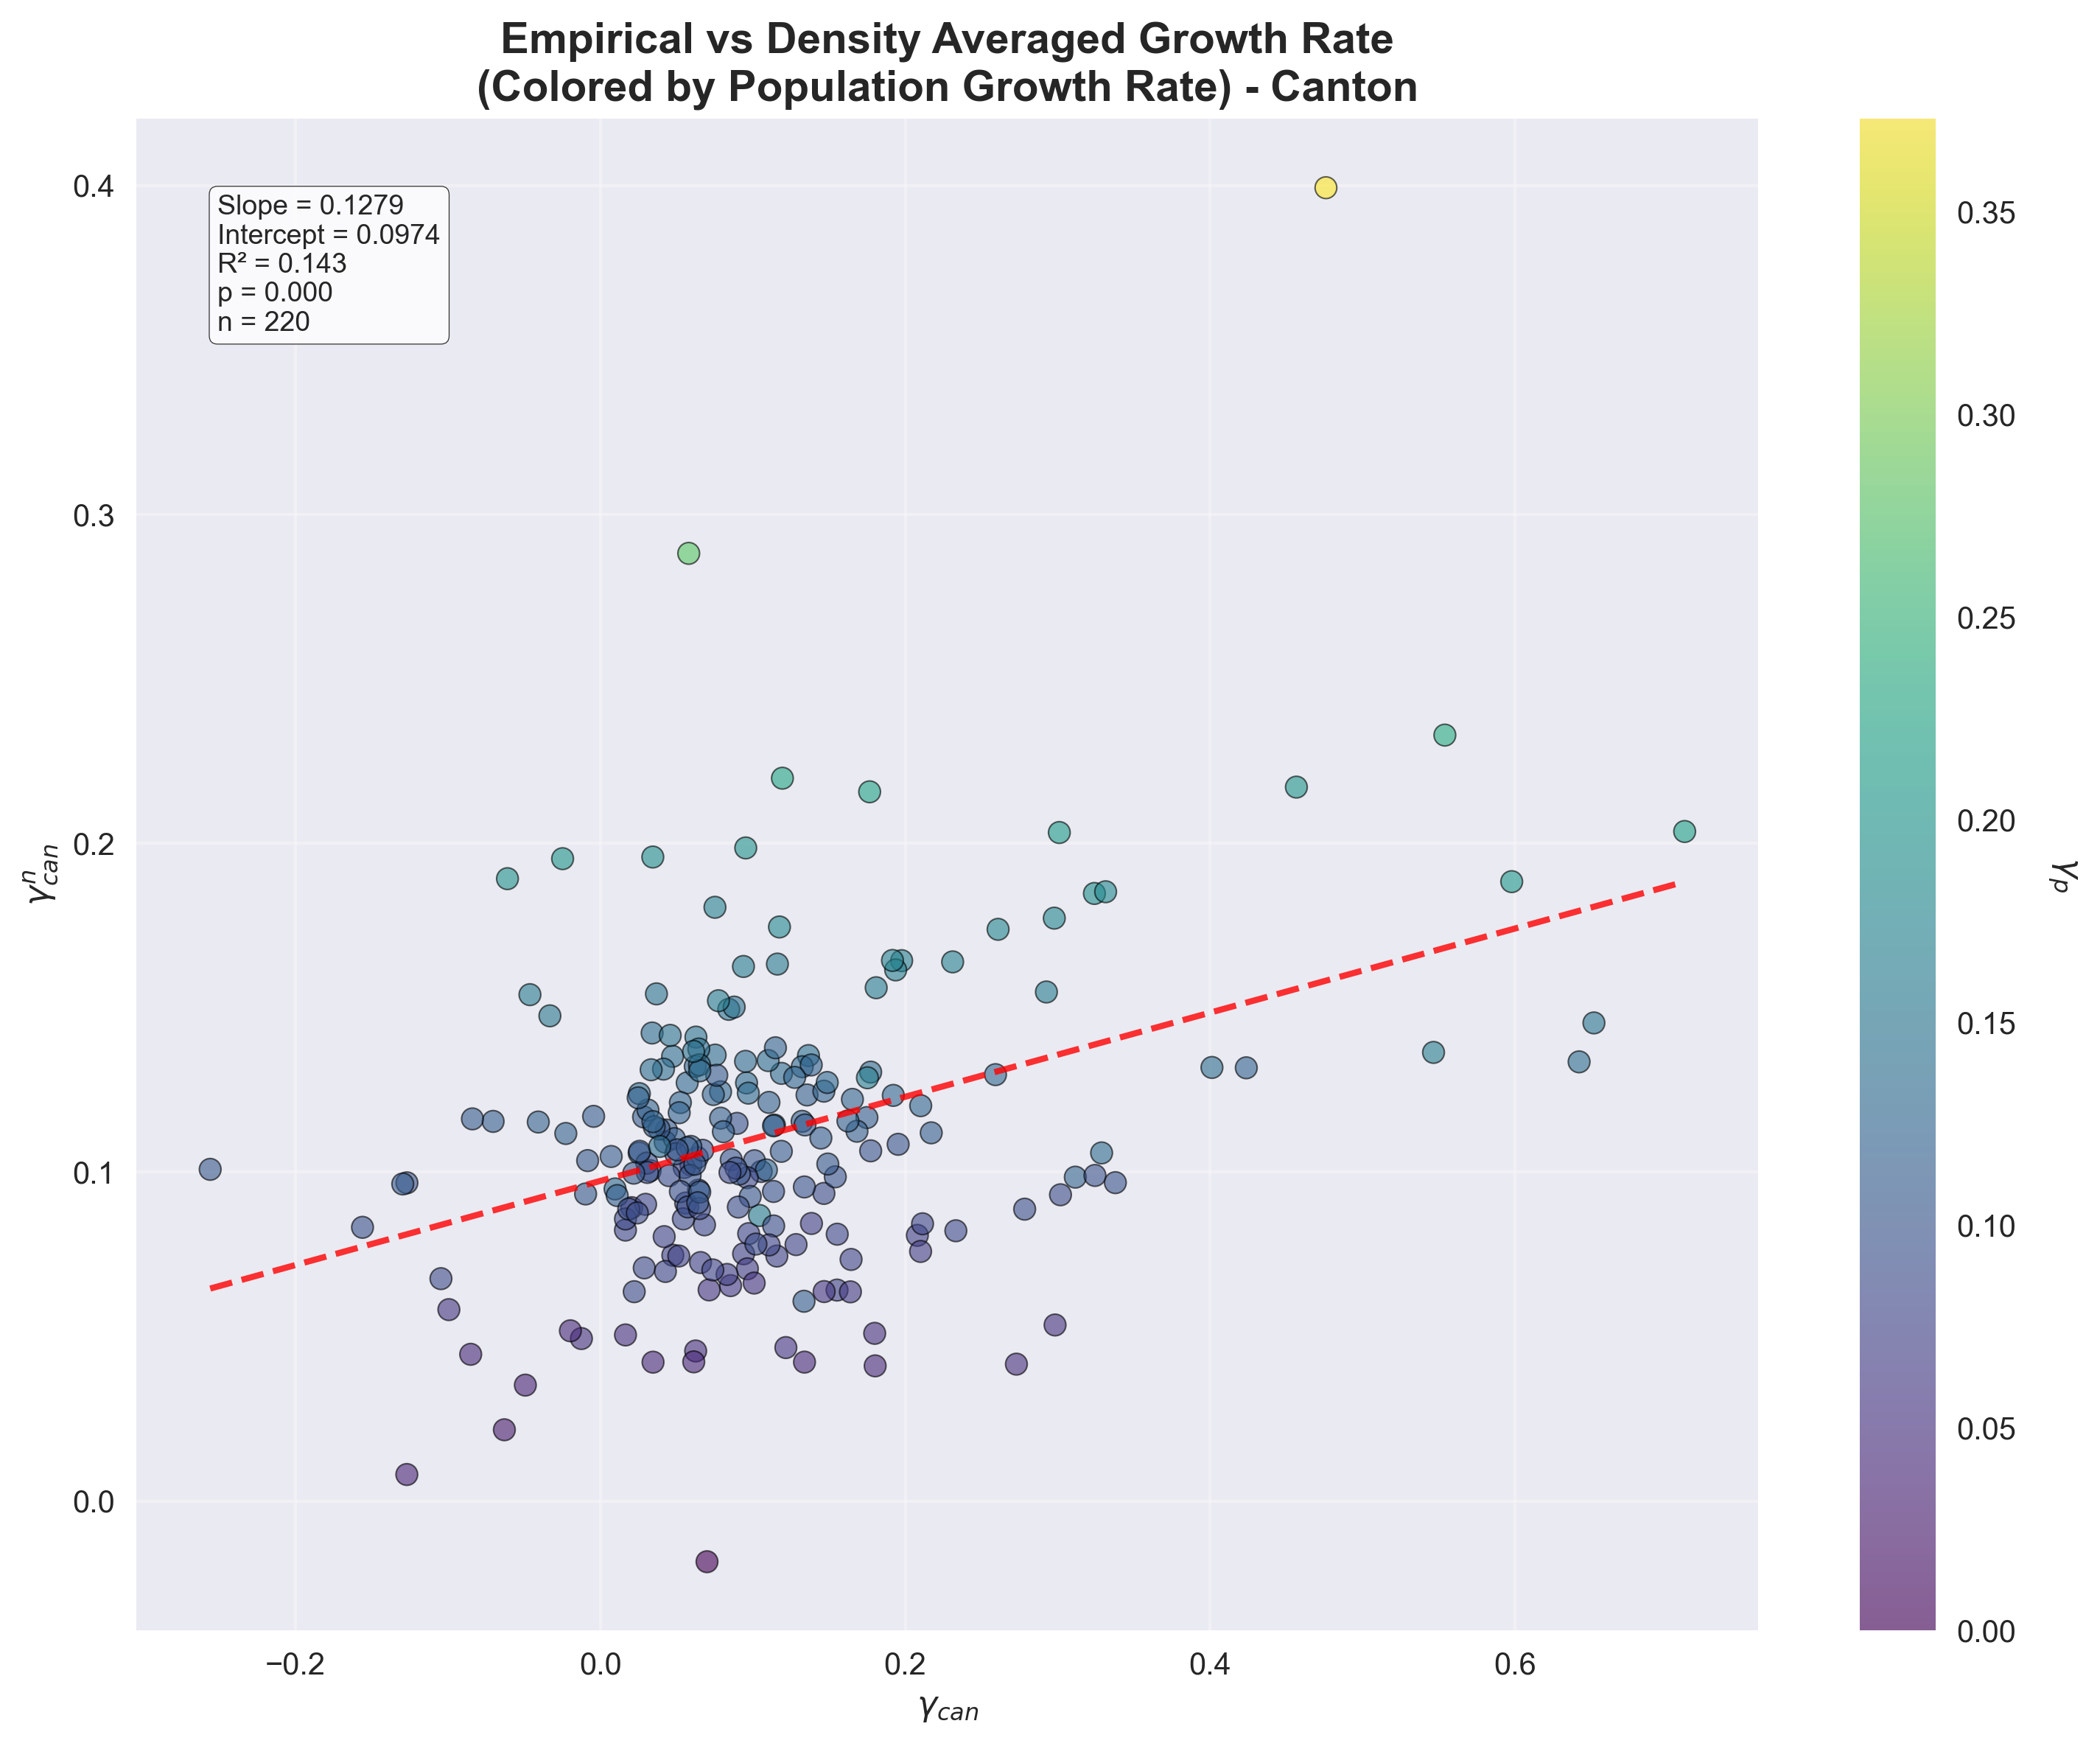 Empirical vs Density Averaged Growth Rate
(Colored by Population Growth Rate) - Canton
Slope = 0.1279
Intercept = 0.0974
R² = 0.143
p = 0.000
n = 220
0.4
0.3
0.2
0.1
0.0
γⁿ_can
−0.2
0.0
0.2
0.4
0.6
γ_can
0.35
0.30
0.25
0.20
0.15
0.10
0.05
0.00
γ_p